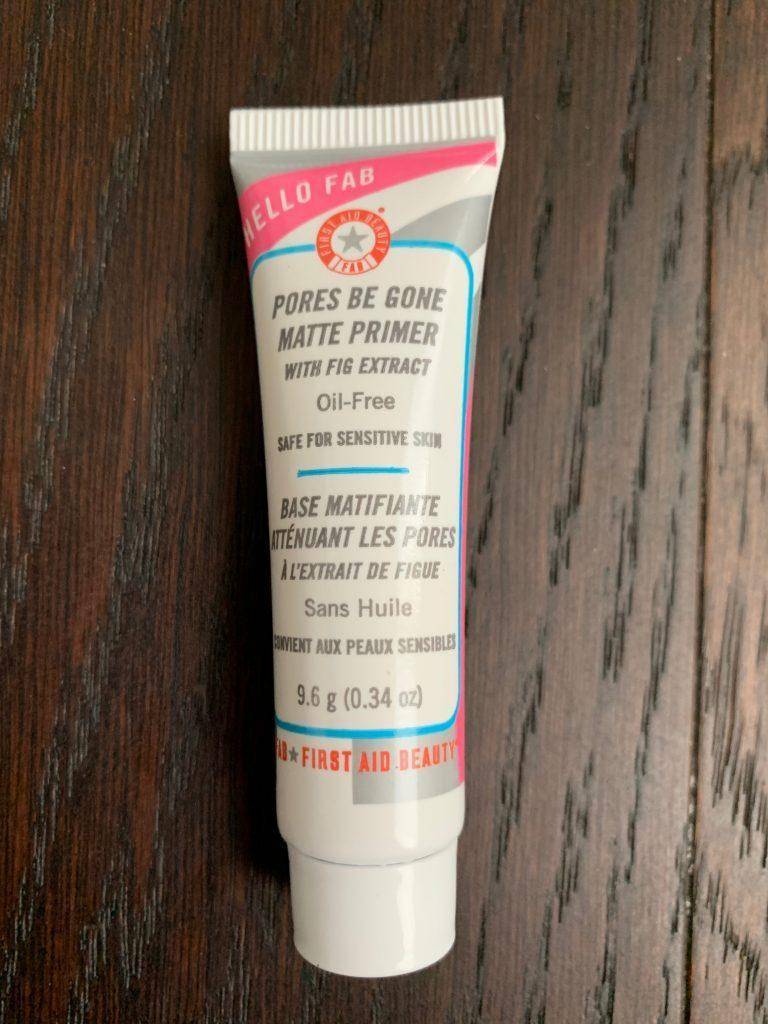 HELLO FAB
FIRST AID BEAUTY
FAB
PORES BE GONE
MATTE PRIMER
WITH FIG EXTRACT
Oil-Free
SAFE FOR SENSITIVE SKIN
BASE MATIFIANTE
ATTÉNUANT LES PORES
À L'EXTRAIT DE FIGUE
Sans Huile
CONVIENT AUX PEAUX SENSIBLES
9.6 g (0.34 oz)
FAB★FIRST AID BEAUTY